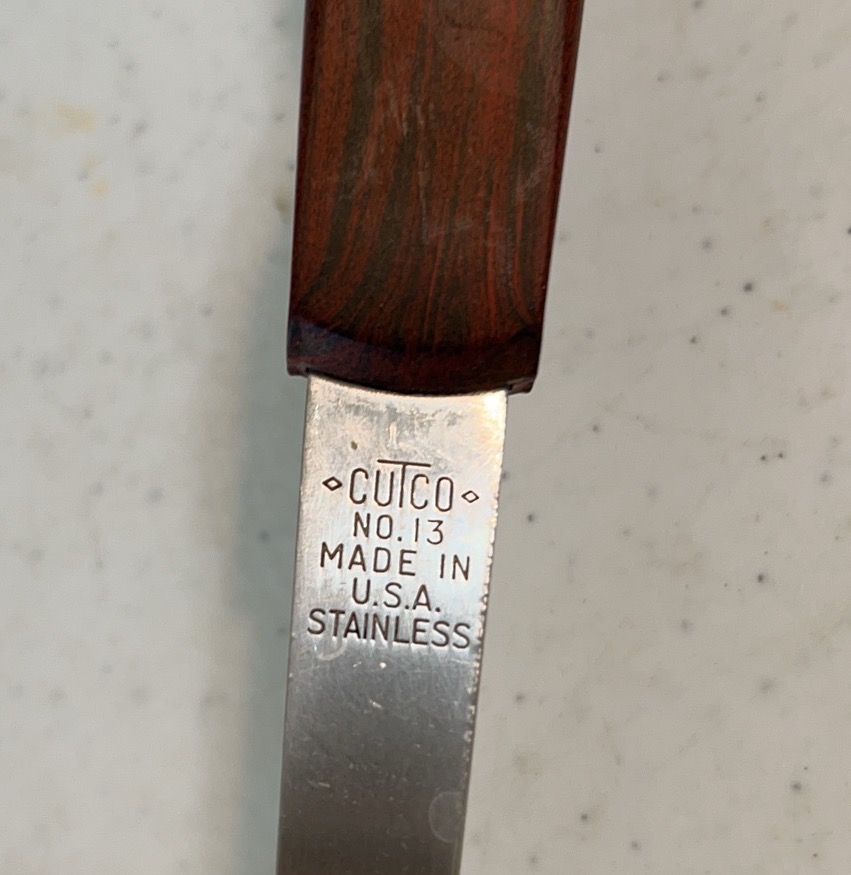 CUTCO
NO. 13
MADE IN
U.S.A.
STAINLESS